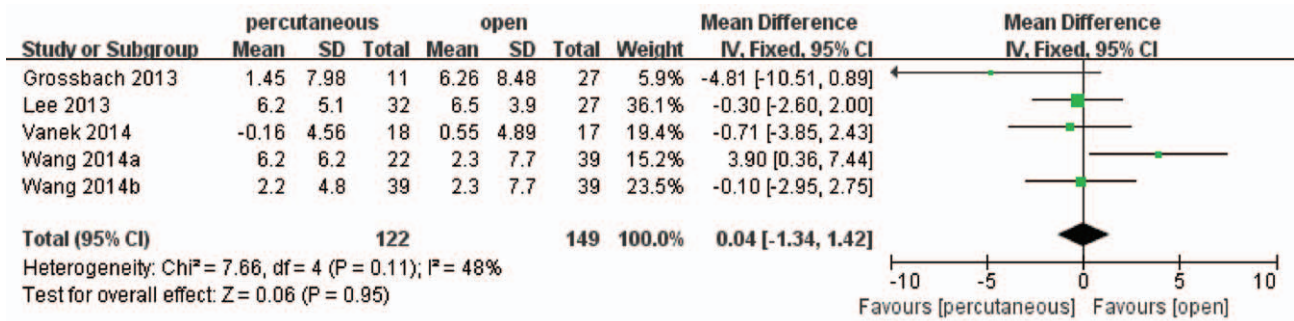 percutaneous open Mean Difference Mean Difference
Study or Subgroup Mean SD Total Mean SD Total Weight IV, Fixed, 95% CI IV, Fixed, 95% CI
Grossbach 2013 1.45 7.98 11 6.26 8.48 27 5.9% -4.81 [-10.51, 0.89]
Lee 2013 6.2 5.1 32 6.5 3.9 27 36.1% -0.30 [-2.60, 2.00]
Vanek 2014 -0.16 4.56 18 0.55 4.89 17 19.4% -0.71 [-3.85, 2.43]
Wang 2014a 6.2 6.2 22 2.3 7.7 39 15.2% 3.90 [0.36, 7.44]
Wang 2014b 2.2 4.8 39 2.3 7.7 39 23.5% -0.10 [-2.95, 2.75]
Total (95% CI) 122 149 100.0% 0.04 [-1.34, 1.42]
Heterogeneity: Chi² = 7.66, df = 4 (P = 0.11); I² = 48%
Test for overall effect: Z = 0.06 (P = 0.95)
-10 -5 0 5 10
Favours [percutaneous] Favours [open]